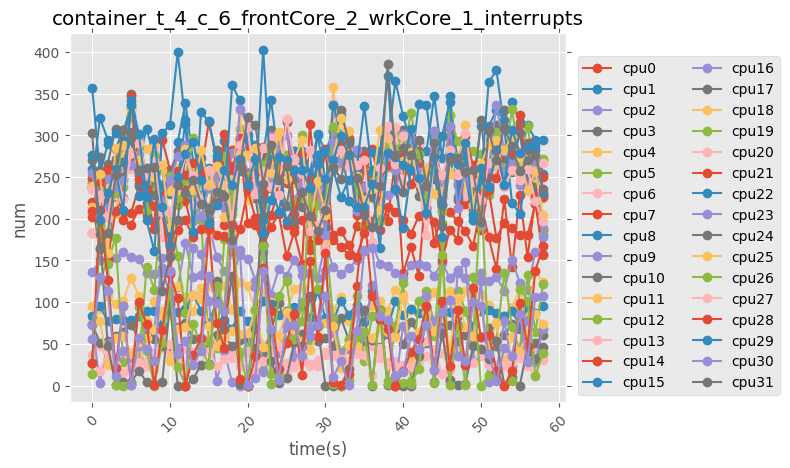 container_t_4_c_6_frontCore_2_wrkCore_1_interrupts
400
350
300
250
200
150
100
50
0
num
0
10
20
30
40
50
60
time(s)
cpu0
cpu1
cpu2
cpu3
cpu4
cpu5
cpu6
cpu7
cpu8
cpu9
cpu10
cpu11
cpu12
cpu13
cpu14
cpu15
cpu16
cpu17
cpu18
cpu19
cpu20
cpu21
cpu22
cpu23
cpu24
cpu25
cpu26
cpu27
cpu28
cpu29
cpu30
cpu31